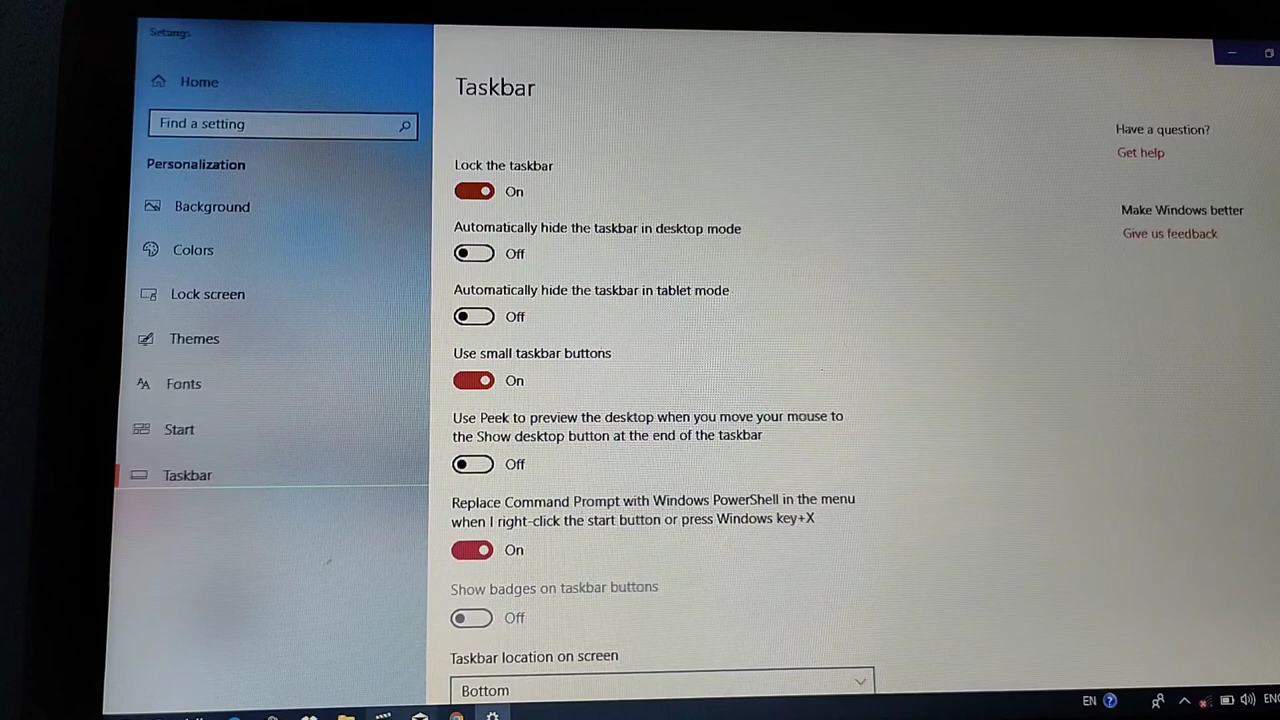 Settings
Home
Find a setting
Personalization
Background
Colors
Lock screen
Themes
Fonts
Start
Taskbar
Taskbar
Lock the taskbar
On
Automatically hide the taskbar in desktop mode
Off
Automatically hide the taskbar in tablet mode
Off
Use small taskbar buttons
On
Use Peek to preview the desktop when you move your mouse to
the Show desktop button at the end of the taskbar
Off
Replace Command Prompt with Windows PowerShell in the menu
when I right-click the start button or press Windows key+X
On
Show badges on taskbar buttons
Off
Taskbar location on screen
Bottom
Have a question?
Get help
Make Windows better
Give us feedback
EN
ENG